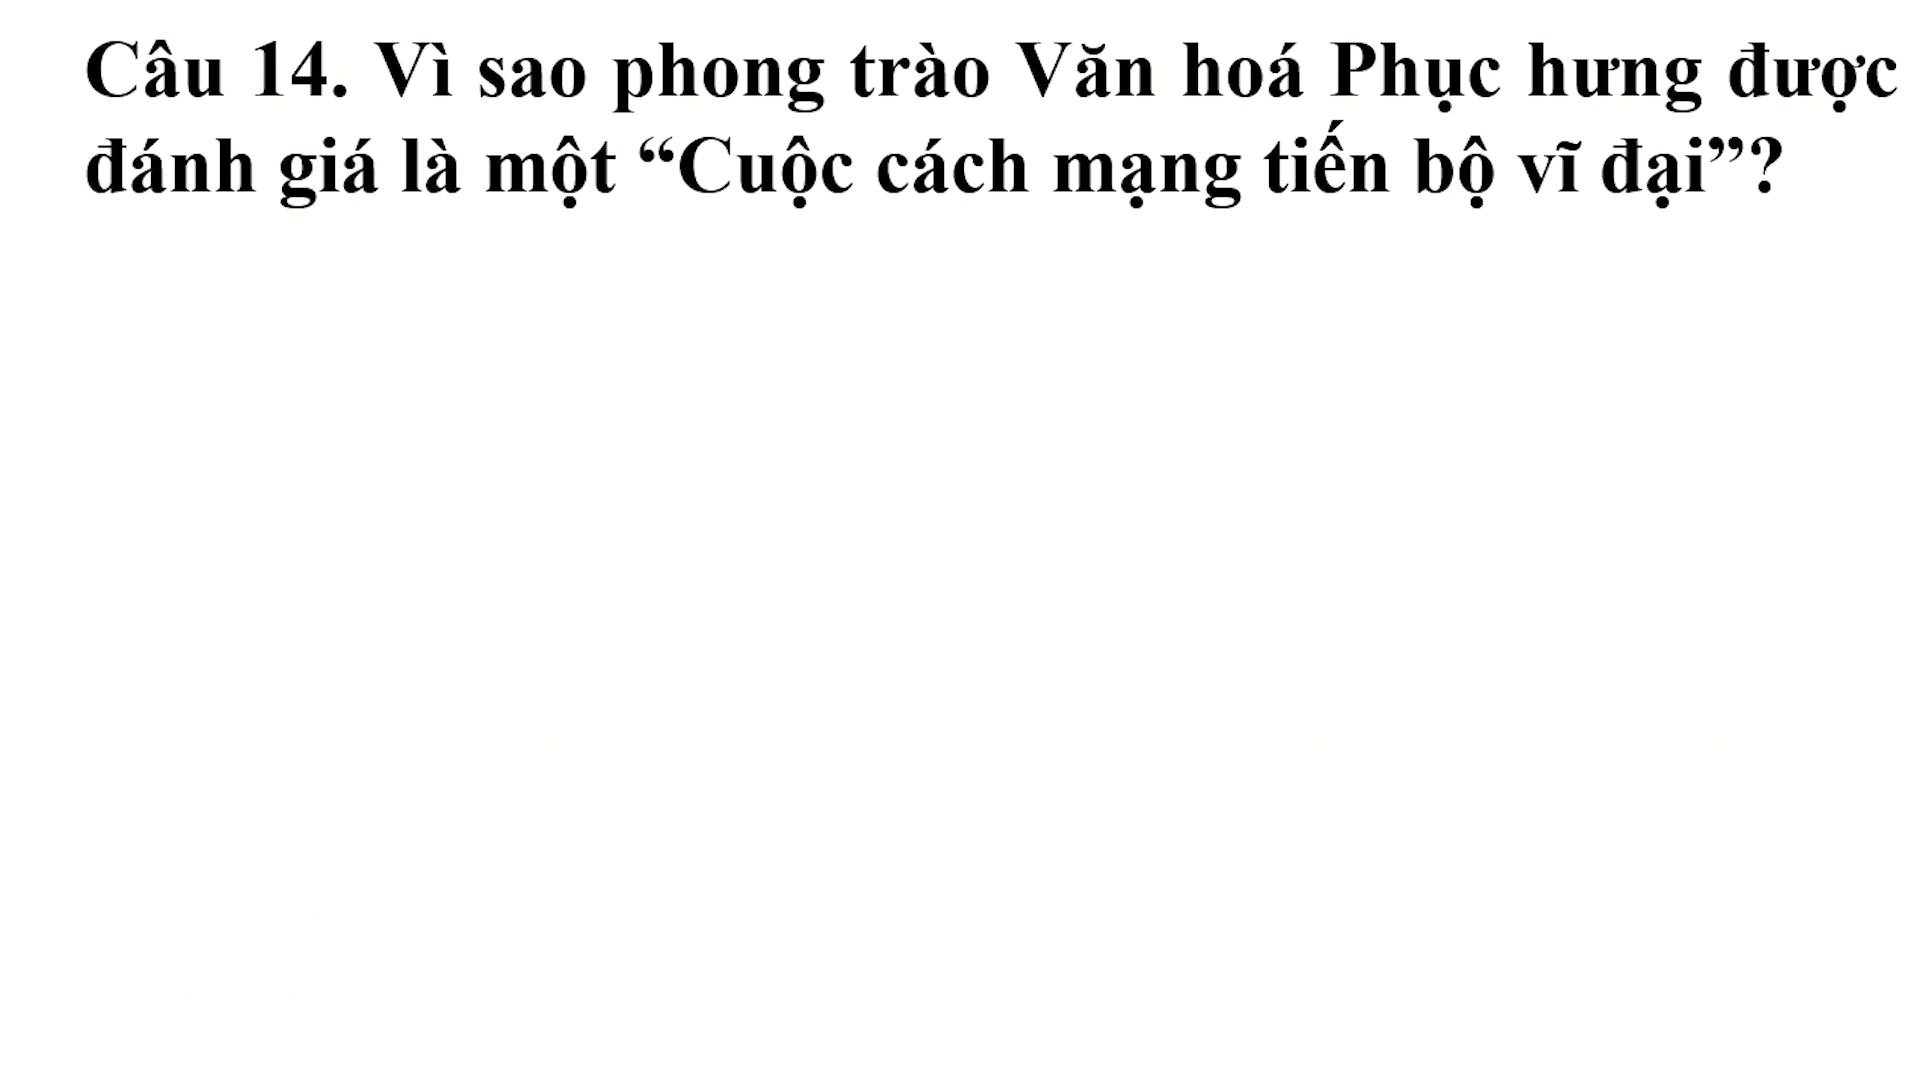 Câu 14. Vì sao phong trào Văn hoá Phục hưng được
đánh giá là một “Cuộc cách mạng tiến bộ vĩ đại”?